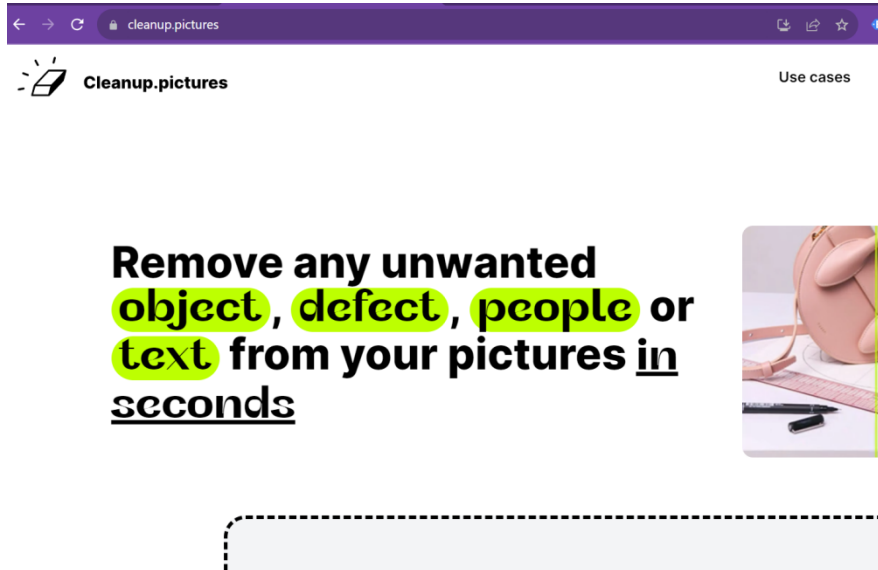 cleanup.pictures
Cleanup.pictures
Use cases
Remove any unwanted
object, defect, people or
text from your pictures in
seconds